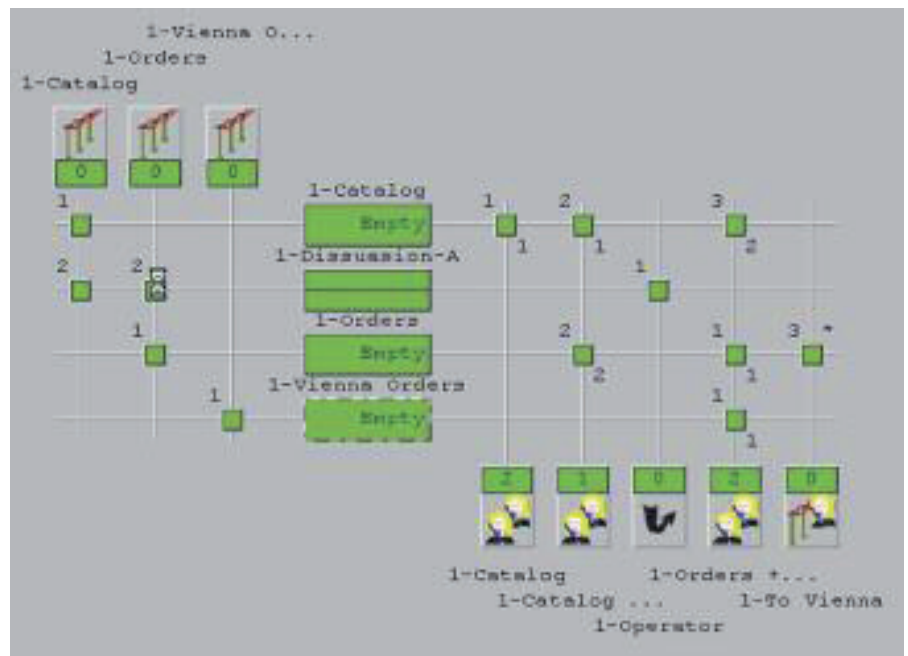 1-Vienna O...
1-Orders
1-Catalog
0 0 0
1-Catalog
1 Empty 1 2 3
1 1 2
1-Dissuasion-A
2 2 1
1-Orders
1 Empty 2 1 3 *
2 1
1-Vienna Orders
1 Empty 1
1
2 1 0 2 0
1-Catalog 1-Orders +...
1-Catalog ... 1-To Vienna
1-Operator